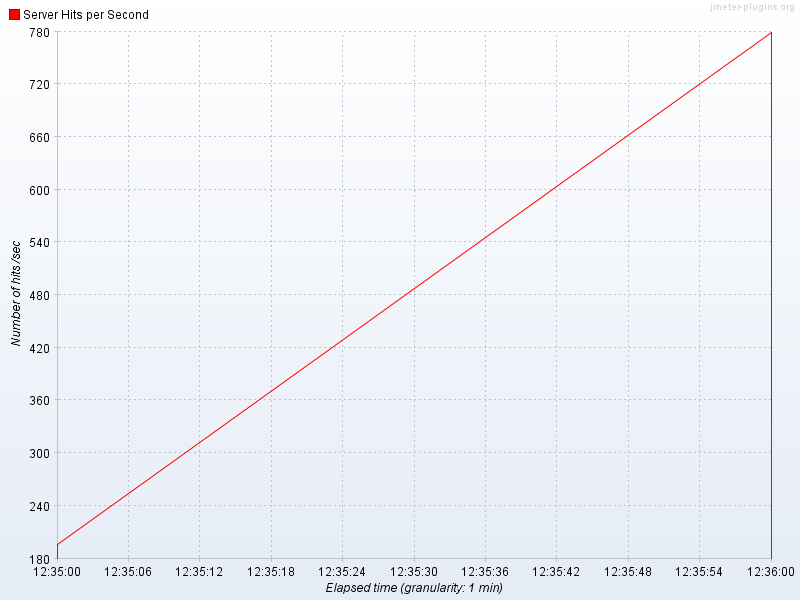 jmeter-plugins.org
Server Hits per Second
780
720
660
600
540
480
420
360
300
240
180
Number of hits /sec
12:35:00 12:35:06 12:35:12 12:35:18 12:35:24 12:35:30 12:35:36 12:35:42 12:35:48 12:35:54 12:36:00
Elapsed time (granularity: 1 min)